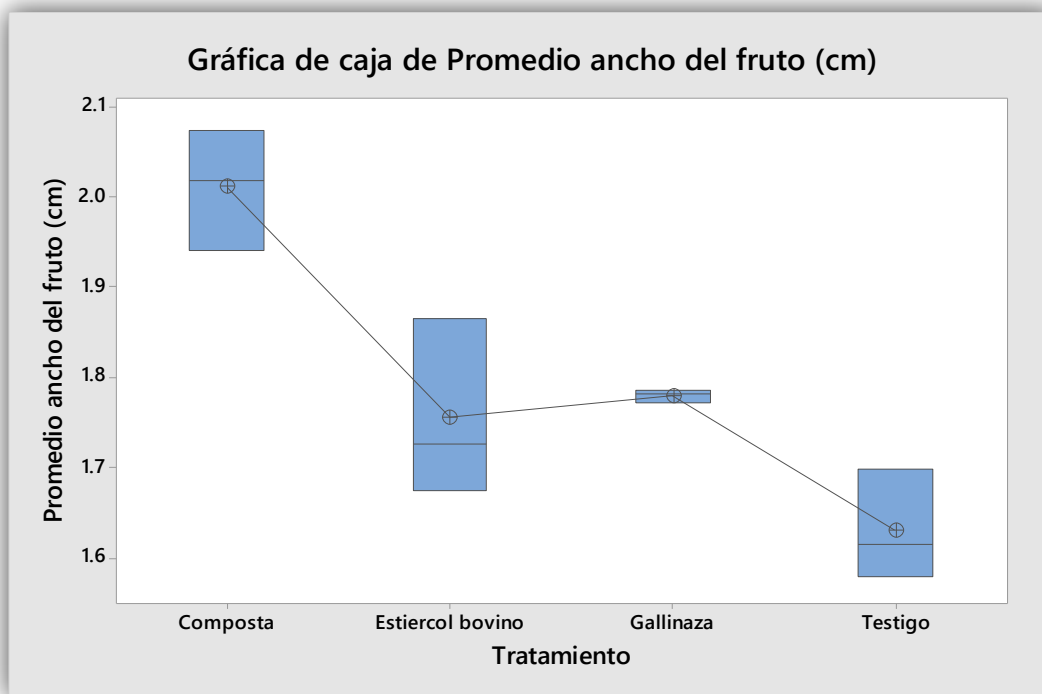 Gráfica de caja de Promedio ancho del fruto (cm)
Promedio ancho del fruto (cm)
2.1
2.0
1.9
1.8
1.7
1.6
Composta
Estiercol bovino
Gallinaza
Testigo
Tratamiento